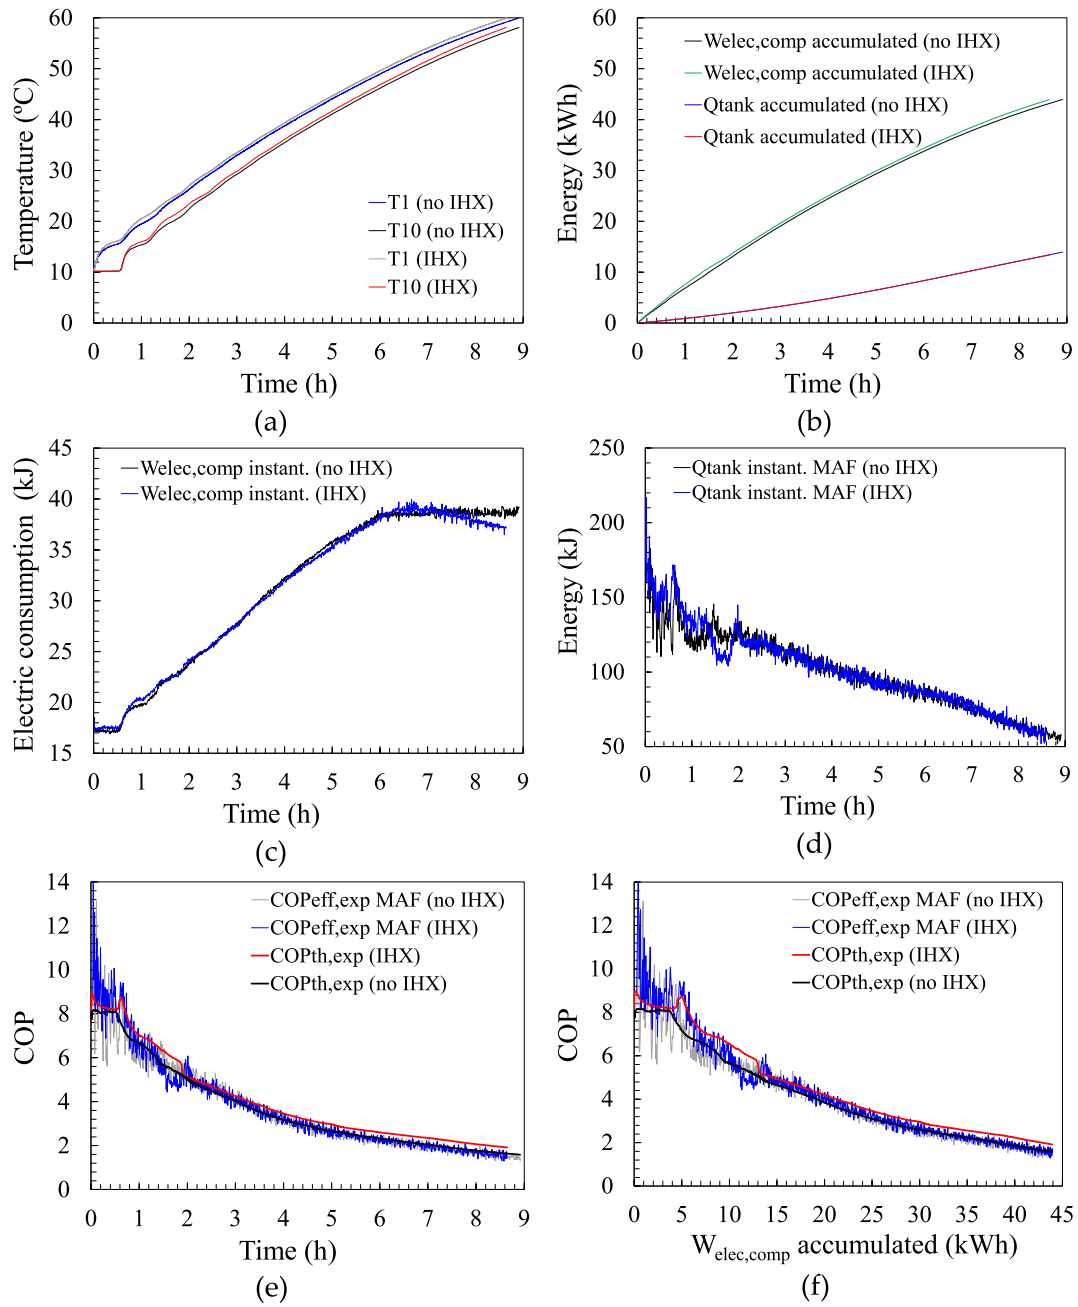 60
50
40
30
20
10
0
Temperature (ºC)
T1 (no IHX)
T10 (no IHX)
T1 (IHX)
T10 (IHX)
0 1 2 3 4 5 6 7 8 9
Time (h)
(a)
60
50
40
30
20
10
0
Energy (kWh)
Welec,comp accumulated (no IHX)
Welec,comp accumulated (IHX)
Qtank accumulated (no IHX)
Qtank accumulated (IHX)
0 1 2 3 4 5 6 7 8 9
Time (h)
(b)
45
40
35
30
25
20
15
Electric consumption (kJ)
Welec,comp instant. (no IHX)
Welec,comp instant. (IHX)
0 1 2 3 4 5 6 7 8 9
Time (h)
(c)
250
200
150
100
50
Energy (kJ)
Qtank instant. MAF (no IHX)
Qtank instant. MAF (IHX)
0 1 2 3 4 5 6 7 8 9
Time (h)
(d)
14
12
10
8
6
4
2
0
COP
COPeff,exp MAF (no IHX)
COPeff,exp MAF (IHX)
COPth,exp (IHX)
COPth,exp (no IHX)
0 1 2 3 4 5 6 7 8 9
Time (h)
(e)
14
12
10
8
6
4
2
0
COP
COPeff,exp MAF (no IHX)
COPeff,exp MAF (IHX)
COPth,exp (IHX)
COPth,exp (no IHX)
0 5 10 15 20 25 30 35 40 45
Welec,comp accumulated (kWh)
(f)